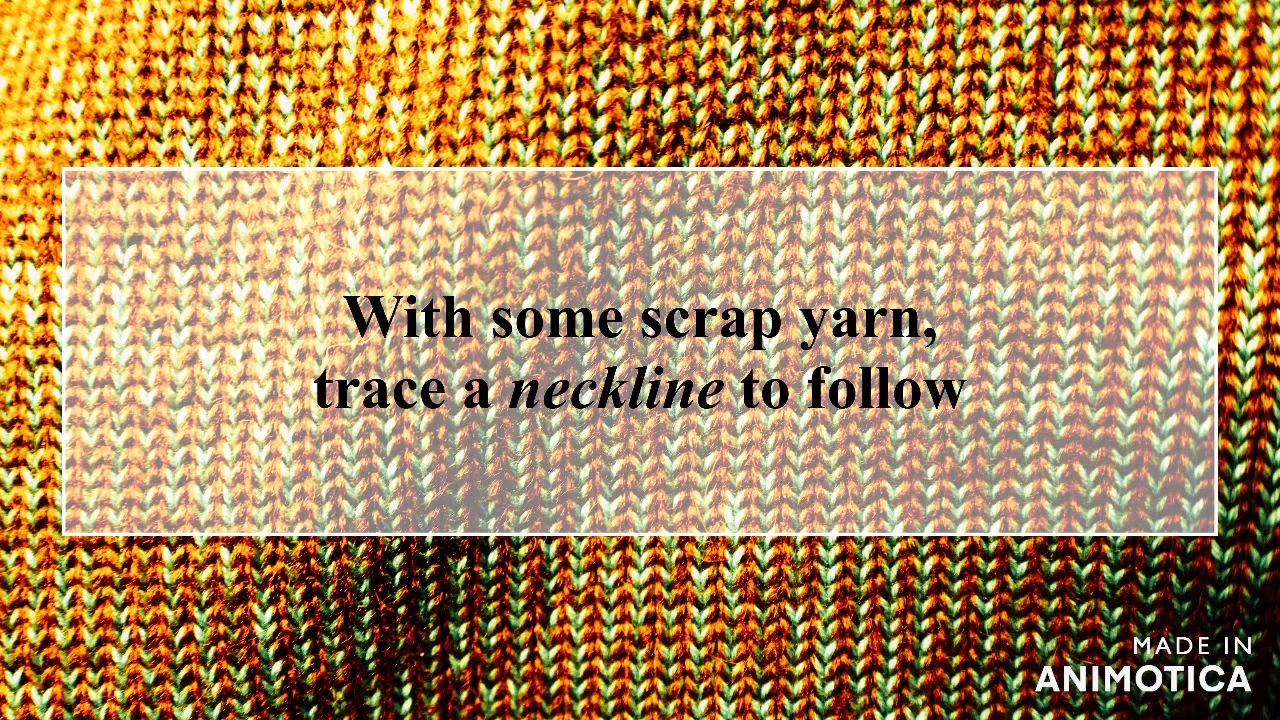 With some scrap yarn,
trace a neckline to follow
MADE IN
ANIMOTICA